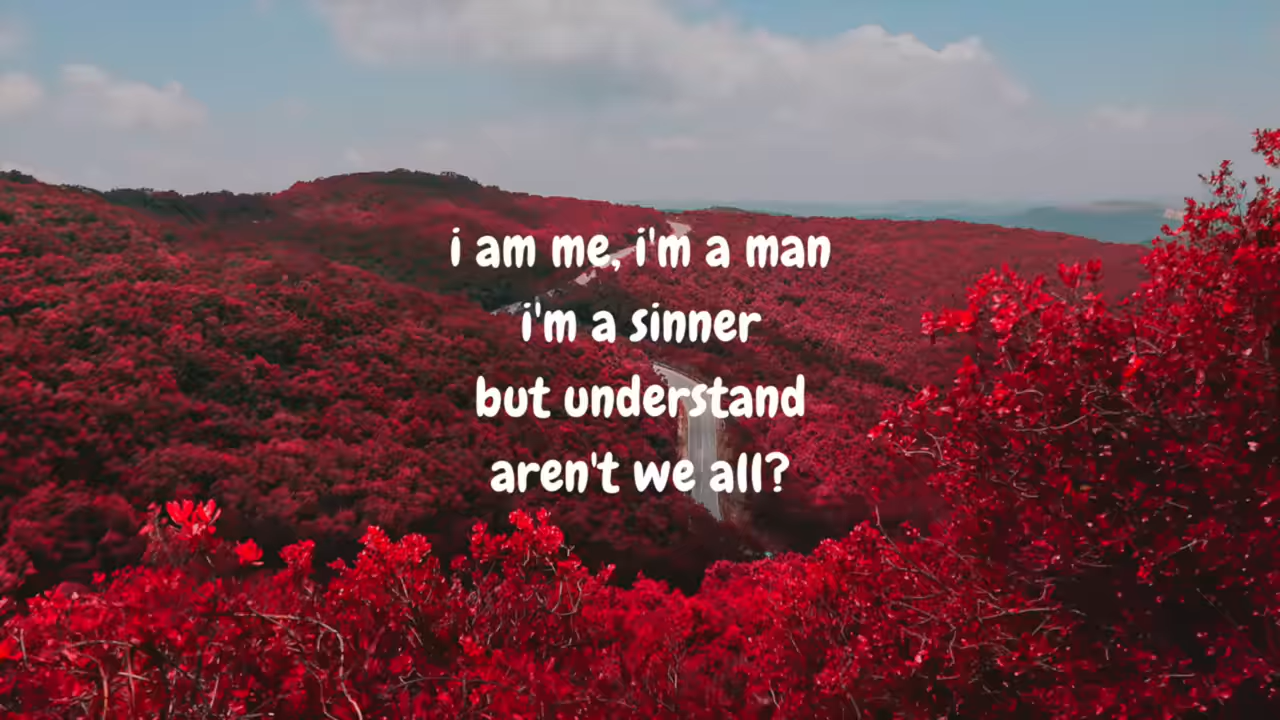 i am me, i'm a man
i'm a sinner
but understand
aren't we all?